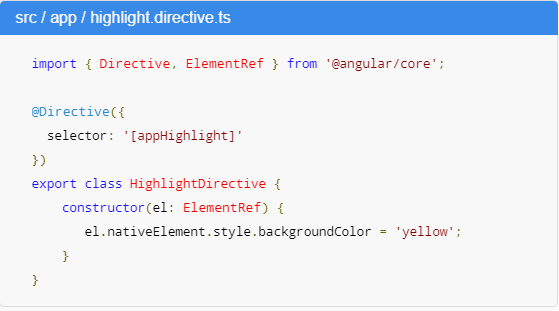 src / app / highlight.directive.ts
import { Directive, ElementRef } from '@angular/core';
@Directive({
  selector: '[appHighlight]'
})
export class HighlightDirective {
    constructor(el: ElementRef) {
       el.nativeElement.style.backgroundColor = 'yellow';
    }
}